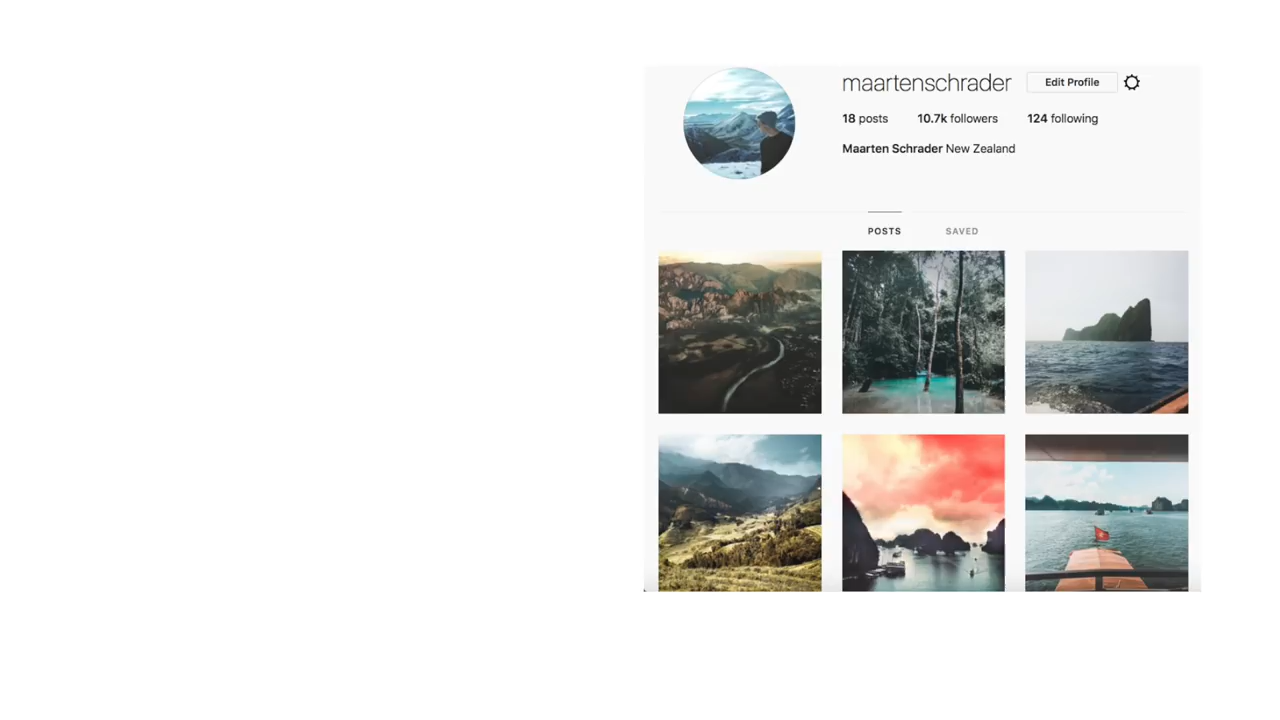 maartenschrader Edit Profile
18 posts 10.7k followers 124 following
Maarten Schrader New Zealand
POSTS SAVED